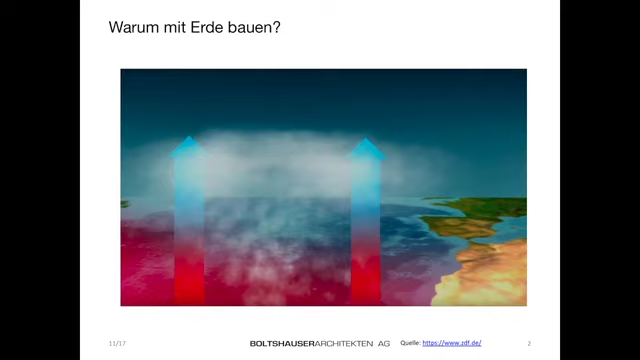 Warum mit Erde bauen?
11/17
BOLTSHAUSERARCHITEKTEN AG
Quelle: https://www.zdf.de/
2